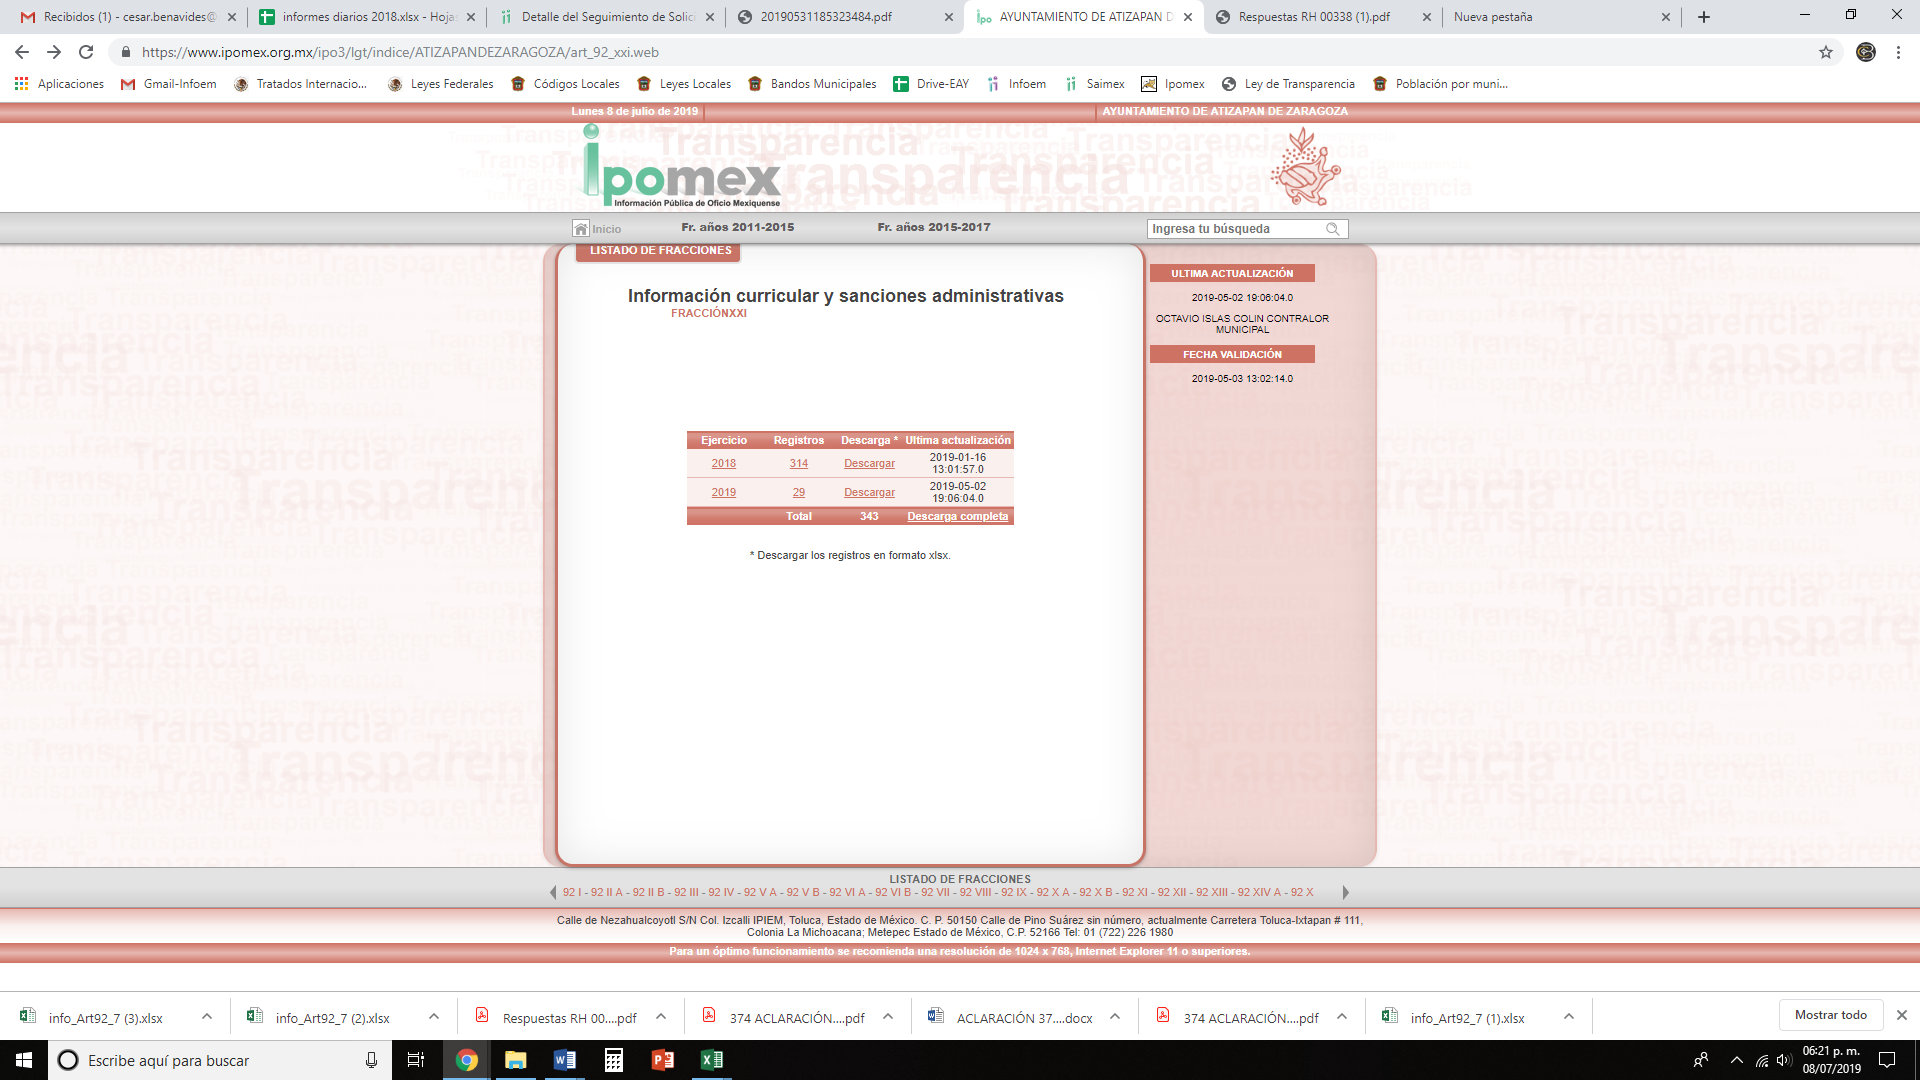 Recibidos (1) - cesar.benavides@
informes diarios 2018.xlsx - Hoja
Detalle del Seguimiento de Solici
20190531185323484.pdf
AYUNTAMIENTO DE ATIZAPAN D
Respuestas RH 00338 (1).pdf
Nueva pestaña
https://www.ipomex.org.mx/ipo3/lgt/indice/ATIZAPANDEZARAGOZA/art_92_xxi.web
Aplicaciones
Gmail-Infoem
Tratados Internacio...
Leyes Federales
Códigos Locales
Leyes Locales
Bandos Municipales
Drive-EAY
Infoem
Saimex
Ipomex
Ley de Transparencia
Población por muni...
Lunes 8 de julio de 2019
AYUNTAMIENTO DE ATIZAPAN DE ZARAGOZA
ipomex
Información Pública de Oficio Mexiquense
Transparencia
Inicio
Fr. años 2011-2015
Fr. años 2015-2017
Ingresa tu búsqueda
LISTADO DE FRACCIONES
Información curricular y sanciones administrativas
FRACCIÓNXXI
ULTIMA ACTUALIZACIÓN
2019-05-02 19:06:04.0
OCTAVIO ISLAS COLIN CONTRALOR
MUNICIPAL
FECHA VALIDACIÓN
2019-05-03 13:02:14.0
Ejercicio Registros Descarga * Ultima actualización
2018 314 Descargar 2019-01-16 13:01:57.0
2019 29 Descargar 2019-05-02 19:06:04.0
Total 343 Descarga completa
* Descargar los registros en formato xlsx.
LISTADO DE FRACCIONES
92 I - 92 II A - 92 II B - 92 III - 92 IV - 92 V A - 92 V B - 92 VI A - 92 VI B - 92 VII - 92 VIII - 92 IX - 92 X A - 92 X B - 92 XI - 92 XII - 92 XIII - 92 XIV A - 92 X
Calle de Nezahualcoyotl S/N Col. Izcalli IPIEM, Toluca, Estado de México. C. P. 50150 Calle de Pino Suárez sin número, actualmente Carretera Toluca-Ixtapan # 111,
Colonia La Michoacana; Metepec Estado de México, C.P. 52166 Tel: 01 (722) 226 1980
Para un óptimo funcionamiento se recomienda una resolución de 1024 x 768, Internet Explorer 11 o superiores.
info_Art92_7 (3).xlsx
info_Art92_7 (2).xlsx
Respuestas RH 00....pdf
374 ACLARACIÓN....pdf
ACLARACIÓN 37....docx
374 ACLARACIÓN....pdf
info_Art92_7 (1).xlsx
Mostrar todo
Escribe aquí para buscar
06:21 p. m.
08/07/2019